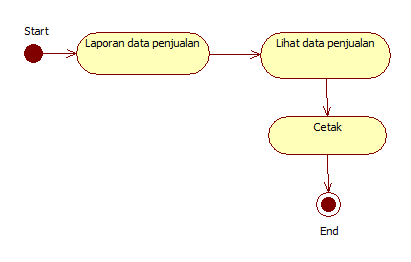 Start
Laporan data penjualan
Lihat data penjualan
Cetak
End